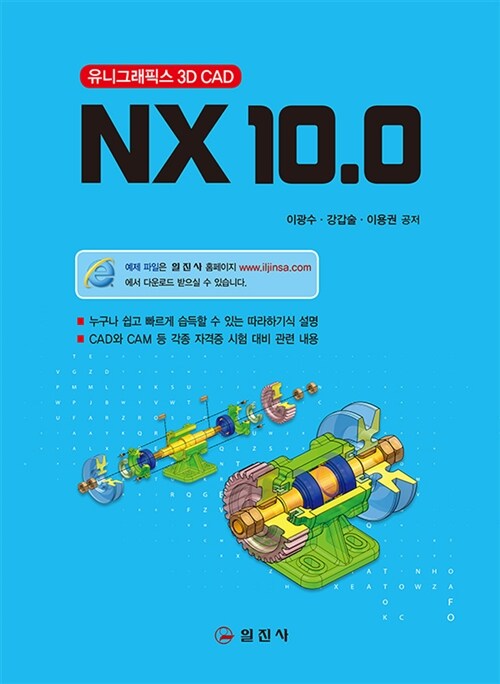 유니그래픽스 3D CAD
NX 10.0
이광수 · 강갑술 · 이용권 공저
예제 파일은 일진사 홈페이지 www.iljinsa.com
에서 다운로드 받으실 수 있습니다.
■ 누구나 쉽고 빠르게 습득할 수 있는 따라하기식 설명
■ CAD와 CAM 등 각종 자격증 시험 대비 관련 내용
일진사